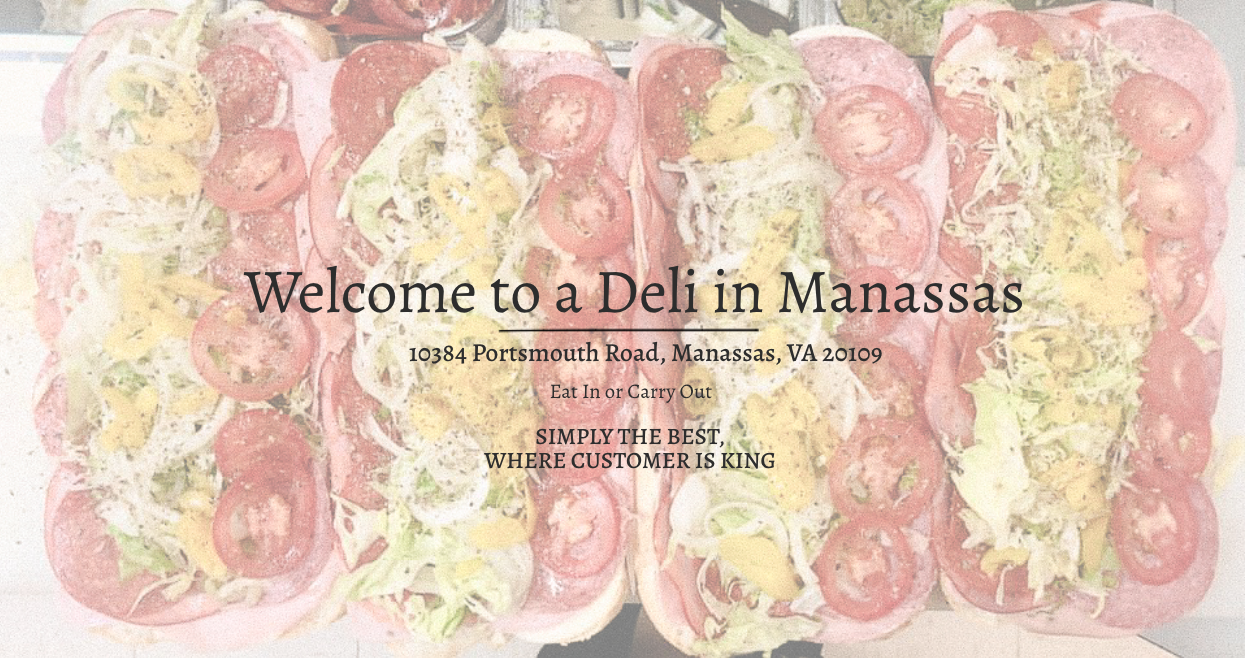 Welcome to a Deli in Manassas
10384 Portsmouth Road, Manassas, VA 20109
Eat In or Carry Out
SIMPLY THE BEST,
WHERE CUSTOMER IS KING